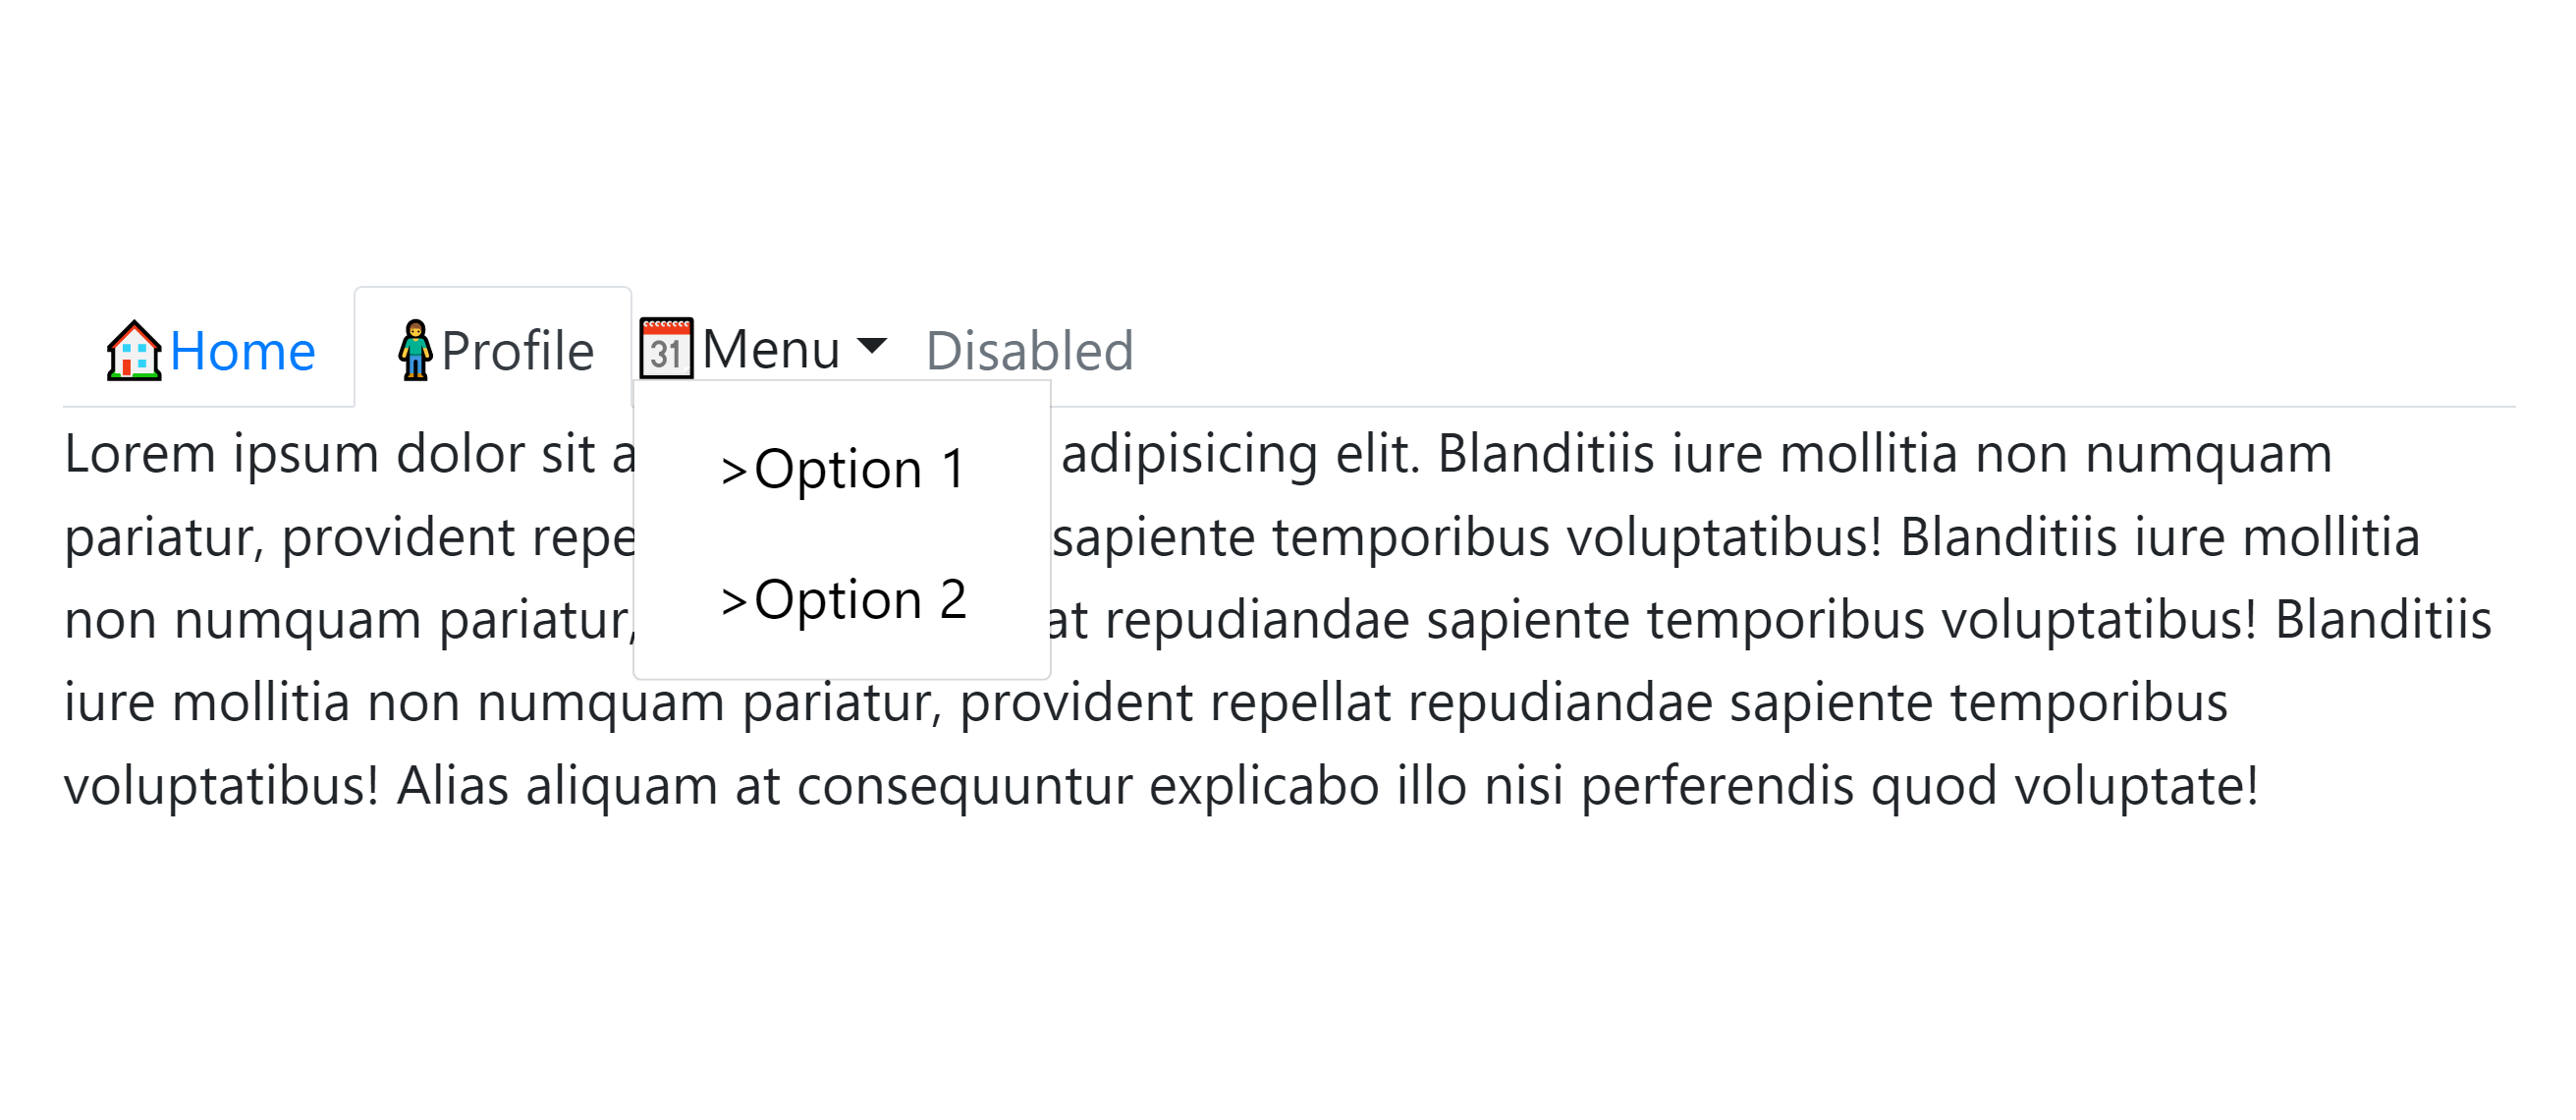 Home Profile 31 Menu Disabled
>Option 1
>Option 2
Lorem ipsum dolor sit adipisicing elit. Blanditiis iure mollitia non numquam
pariatur, provident sapiente temporibus voluptatibus! Blanditiis iure mollitia
non numquam pariatur, repudiandae sapiente temporibus voluptatibus! Blanditiis
iure mollitia non numquam pariatur, provident repellat repudiandae sapiente temporibus
voluptatibus! Alias aliquam at consequuntur explicabo illo nisi perferendis quod voluptate!